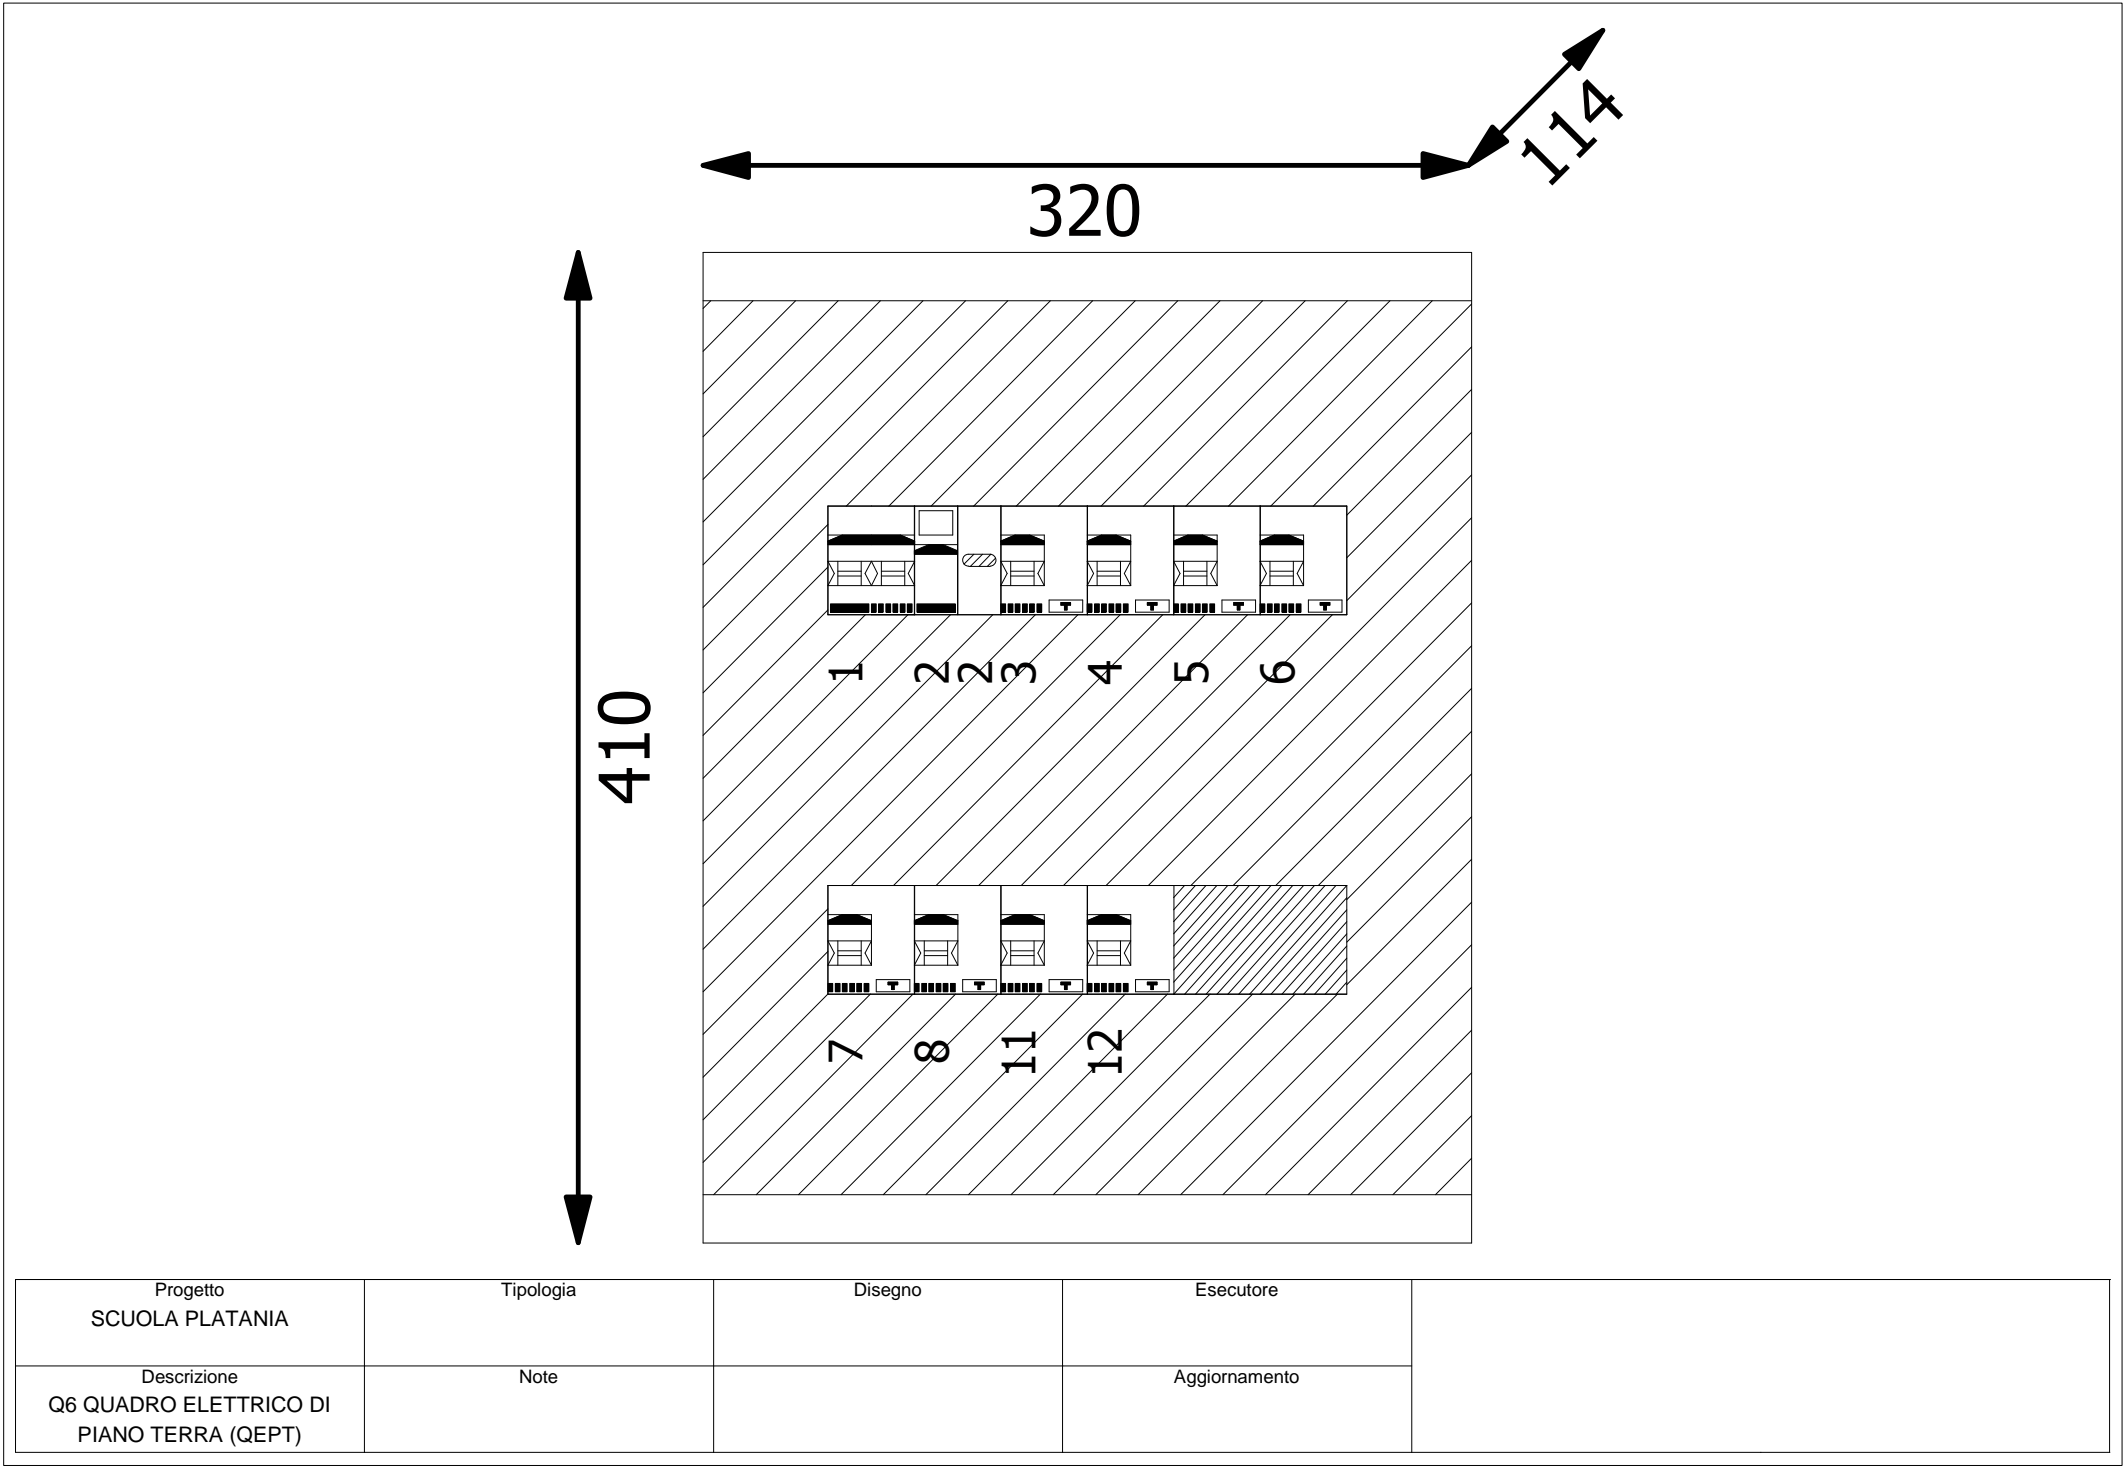 114
320
410
1 2 2 3 4 5 6
T T T T
7 8 11 12
T T T T
Progetto
SCUOLA PLATANIA
Tipologia
Disegno
Esecutore
Descrizione
Q6 QUADRO ELETTRICO DI
PIANO TERRA (QEPT)
Note
Aggiornamento